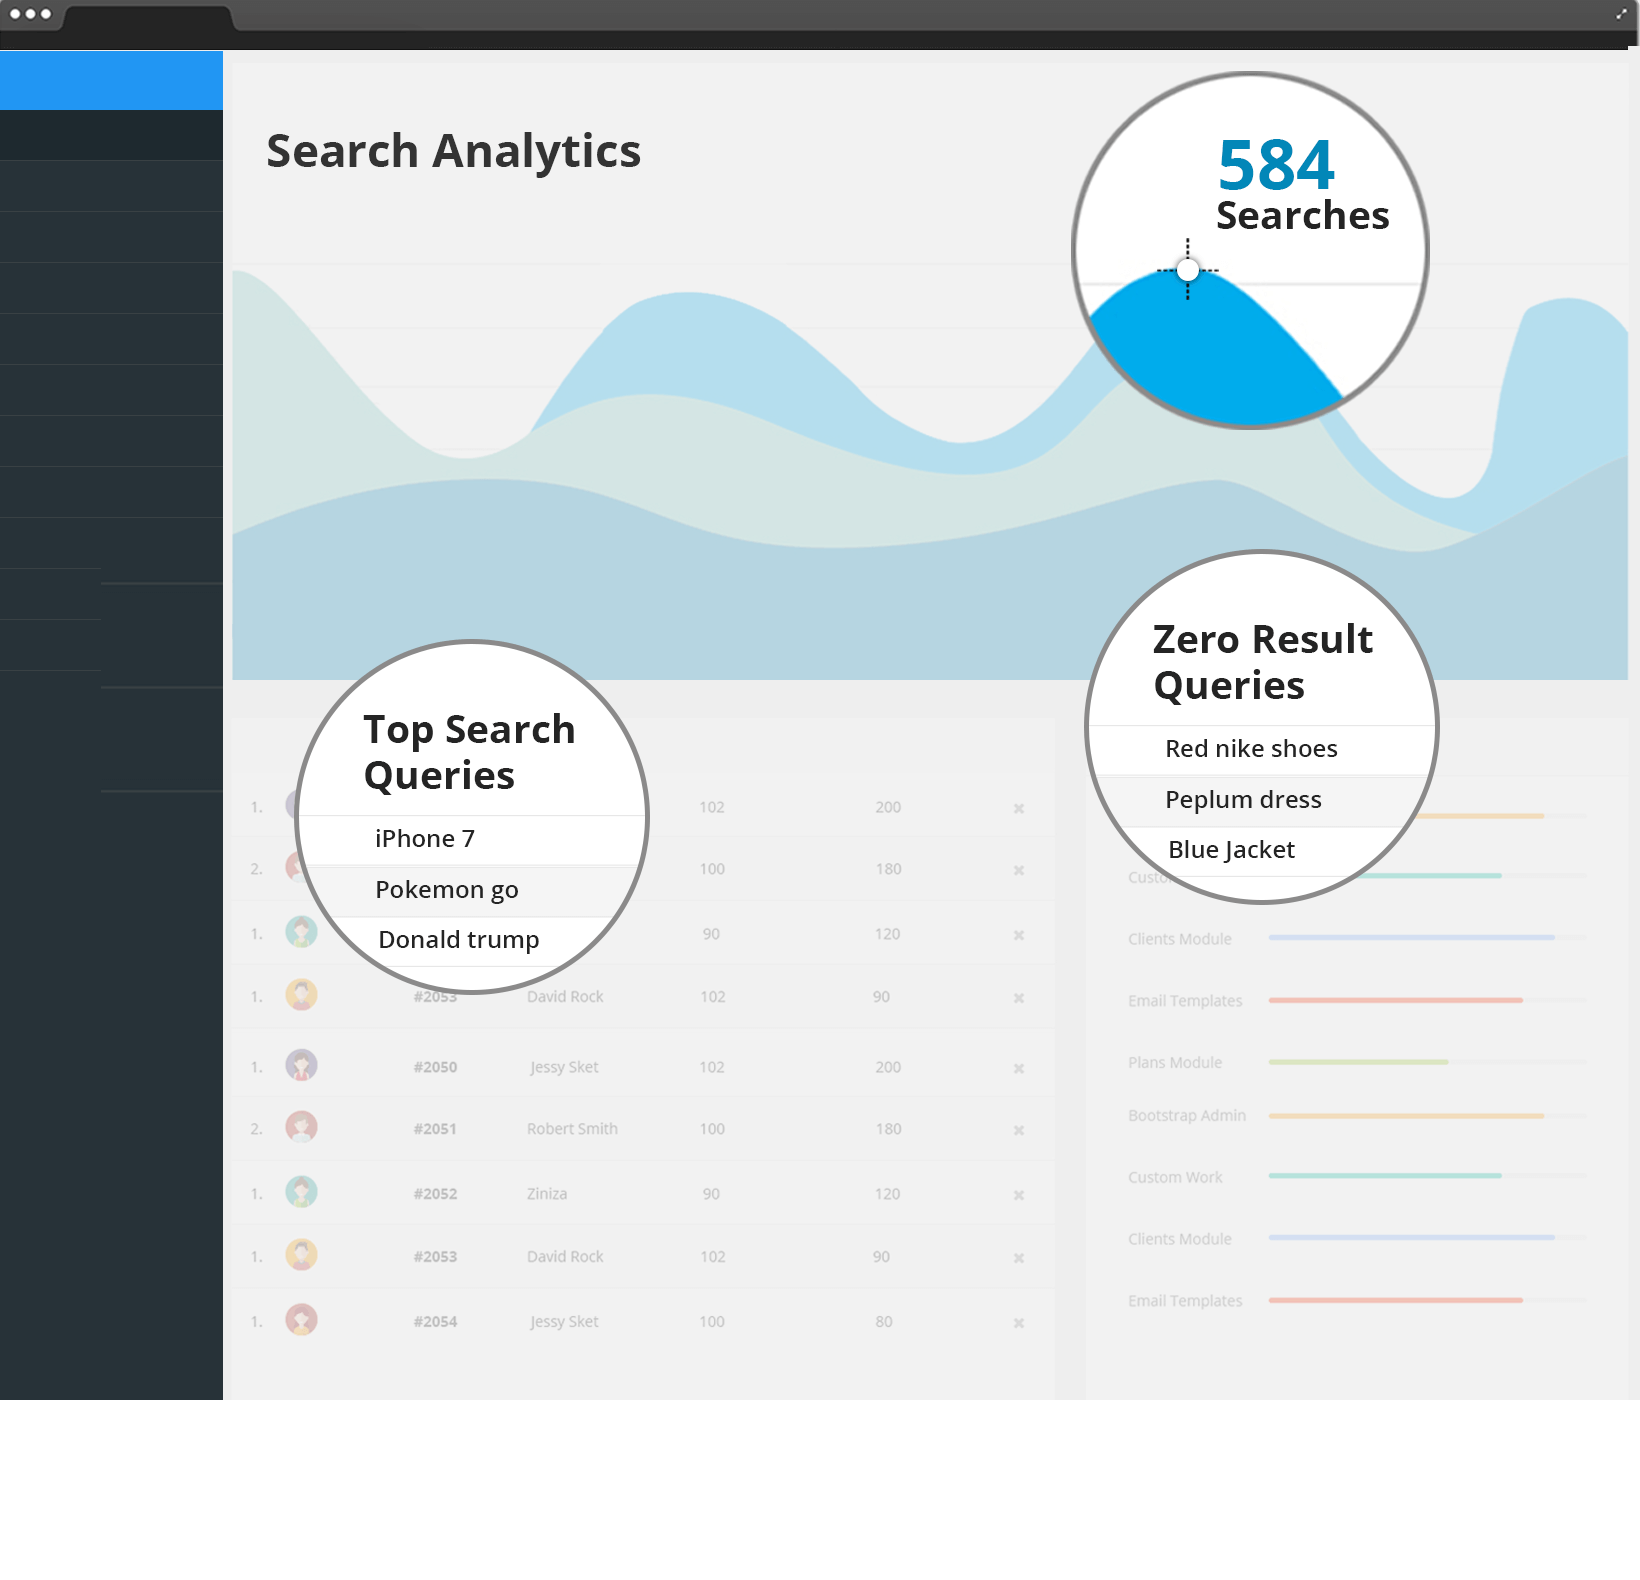 Search Analytics
584
Searches
Zero Result
Queries
Red nike shoes
Peplum dress
Blue Jacket
Top Search
Queries
iPhone 7
Pokemon go
Donald trump
1. 102 200
2. 100 180
1. 90 120
1. #2053 David Rock 102 90
1. #2050 Jessy Sket 102 200
2. #2051 Robert Smith 100 180
1. #2052 Ziniza 90 120
1. #2053 David Rock 102 90
1. #2054 Jessy Sket 100 80
Clients Module
Email Templates
Plans Module
Bootstrap Admin
Custom Work
Clients Module
Email Templates